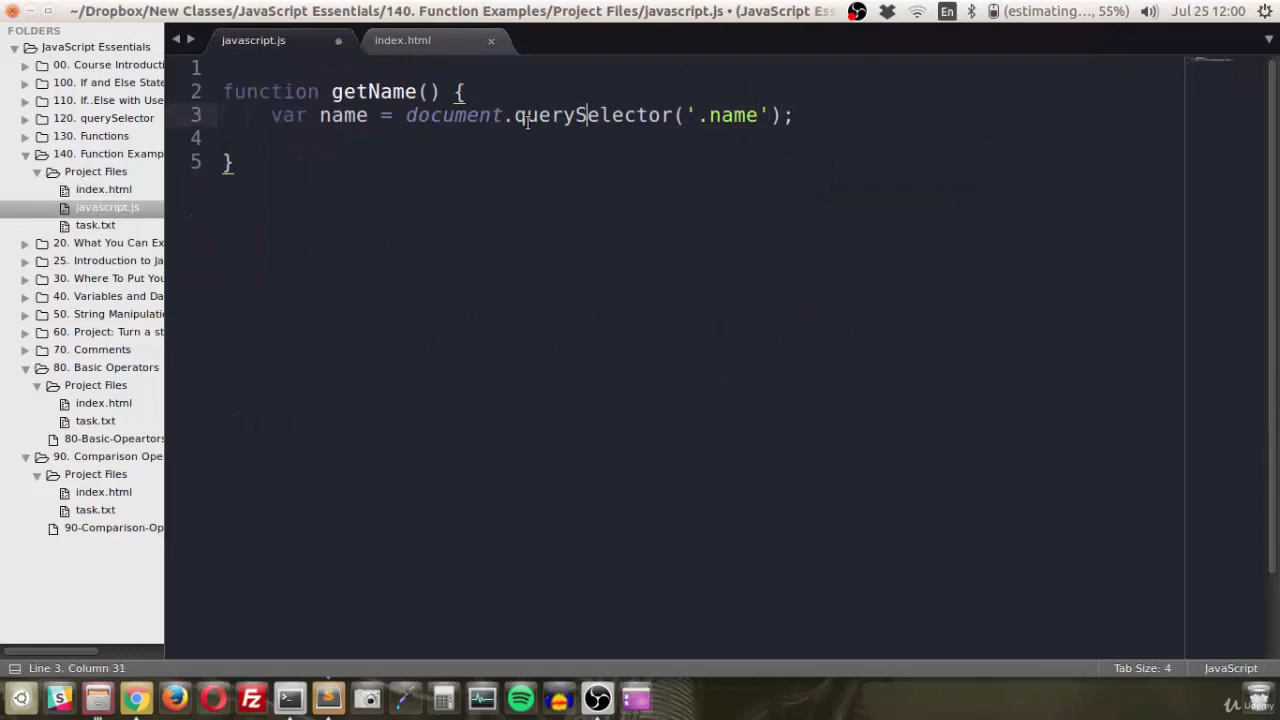 ~/Dropbox/New Classes/JavaScript Essentials/140. Function Examples/Project Files/javascript.js • (JavaScript Esse
En
(estimating..., 55%)
Jul 25 12:00
FOLDERS
JavaScript Essentials
00. Course Introducti
100. If and Else State
110. If..Else with Use
120. querySelector
130. Functions
140. Function Examp
Project Files
index.html
javascript.js
task.txt
20. What You Can Ex
25. Introduction to Ja
30. Where To Put You
40. Variables and Da
50. String Manipulati
60. Project: Turn a st
70. Comments
80. Basic Operators
Project Files
index.html
task.txt
80-Basic-Opeartors
90. Comparison Ope
Project Files
index.html
task.txt
90-Comparison-Op
javascript.js
index.html
1
2 function getName() {
3 var name = document.querySelector('.name');
4
5 }
Line 3, Column 31
Tab Size: 4
JavaScript
Udemy